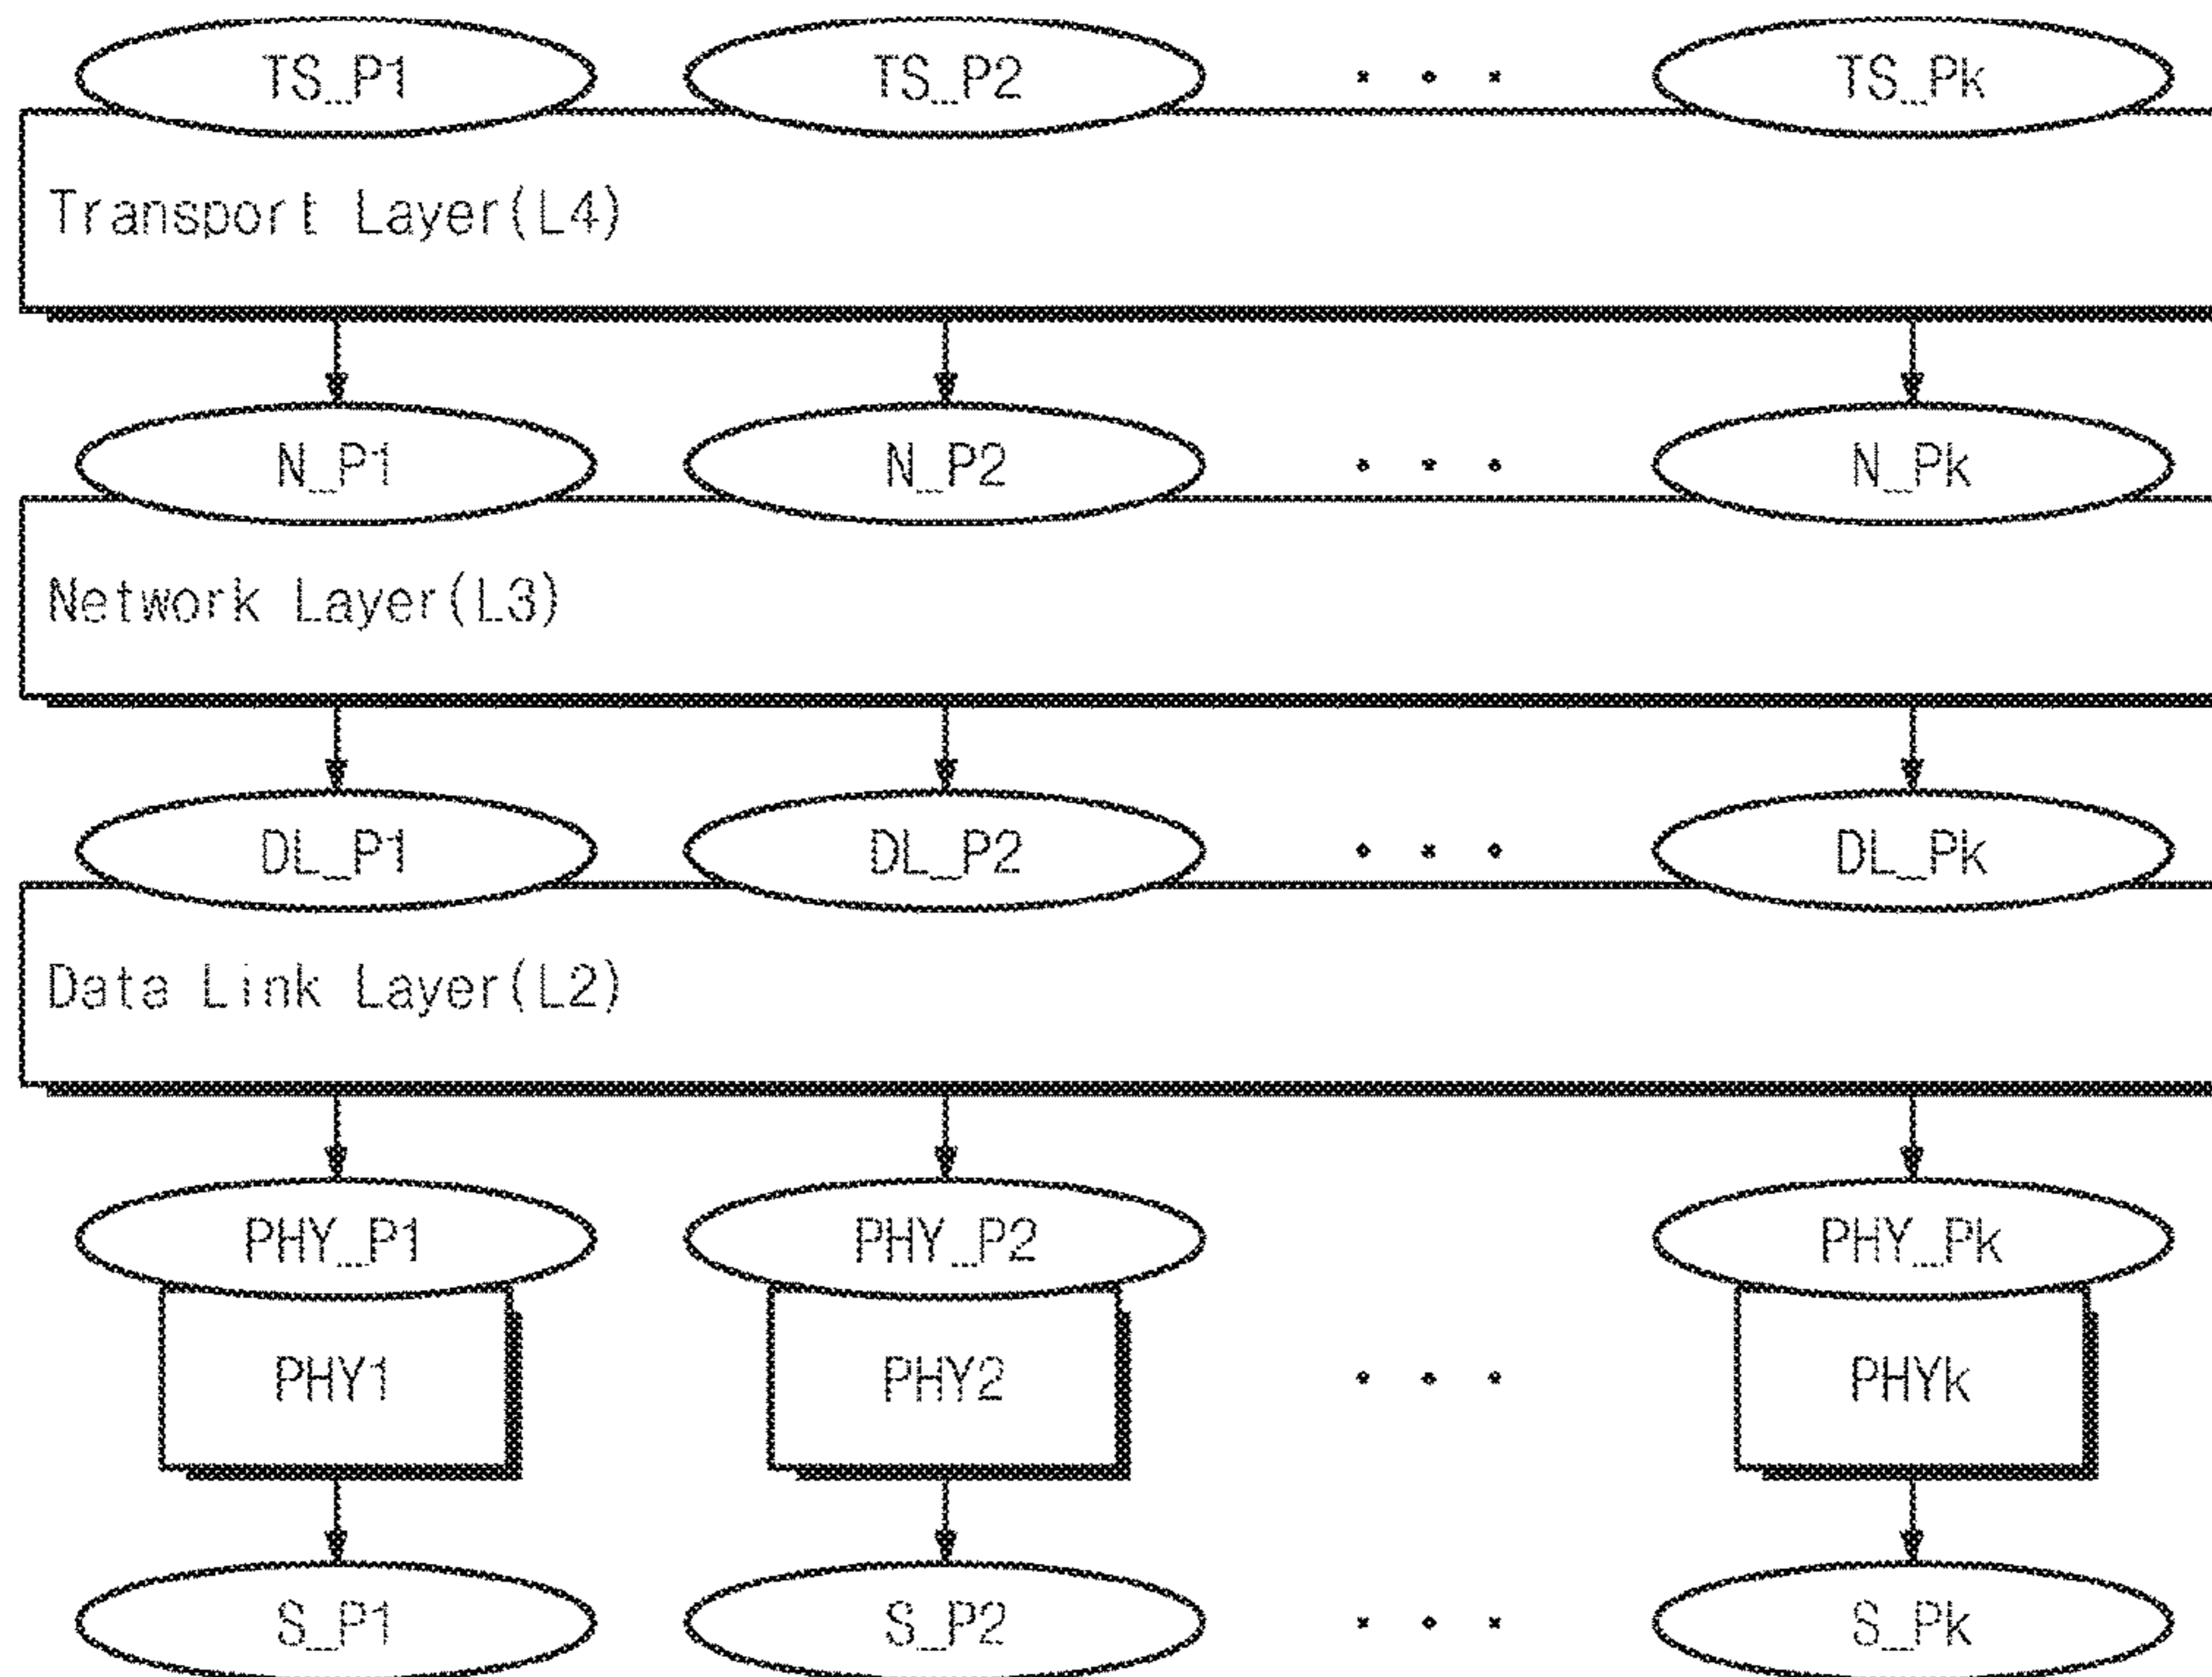 TS_P1 TS_P2 . . . TS_Pk
Transport Layer(L4)
N_P1 N_P2 . . . N_Pk
Network Layer(L3)
DL_P1 DL_P2 . . . DL_Pk
Data Link Layer(L2)
PHY_P1 PHY_P2 PHY_Pk
PHY1 PHY2 . . . PHYk
S_P1 S_P2 . . . S_Pk